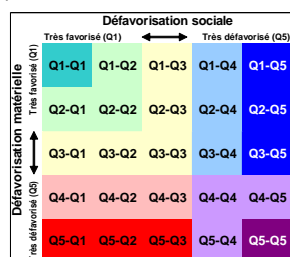 Défavorisation sociale
Très favorisé (Q1) Très défavorisé (Q5)
Défavorisation matérielle
Très favorisé (Q1)
Très défavorisé (Q5)
Q1-Q1 Q1-Q2 Q1-Q3 Q1-Q4 Q1-Q5
Q2-Q1 Q2-Q2 Q2-Q3 Q2-Q4 Q2-Q5
Q3-Q1 Q3-Q2 Q3-Q3 Q3-Q4 Q3-Q5
Q4-Q1 Q4-Q2 Q4-Q3 Q4-Q4 Q4-Q5
Q5-Q1 Q5-Q2 Q5-Q3 Q5-Q4 Q5-Q5